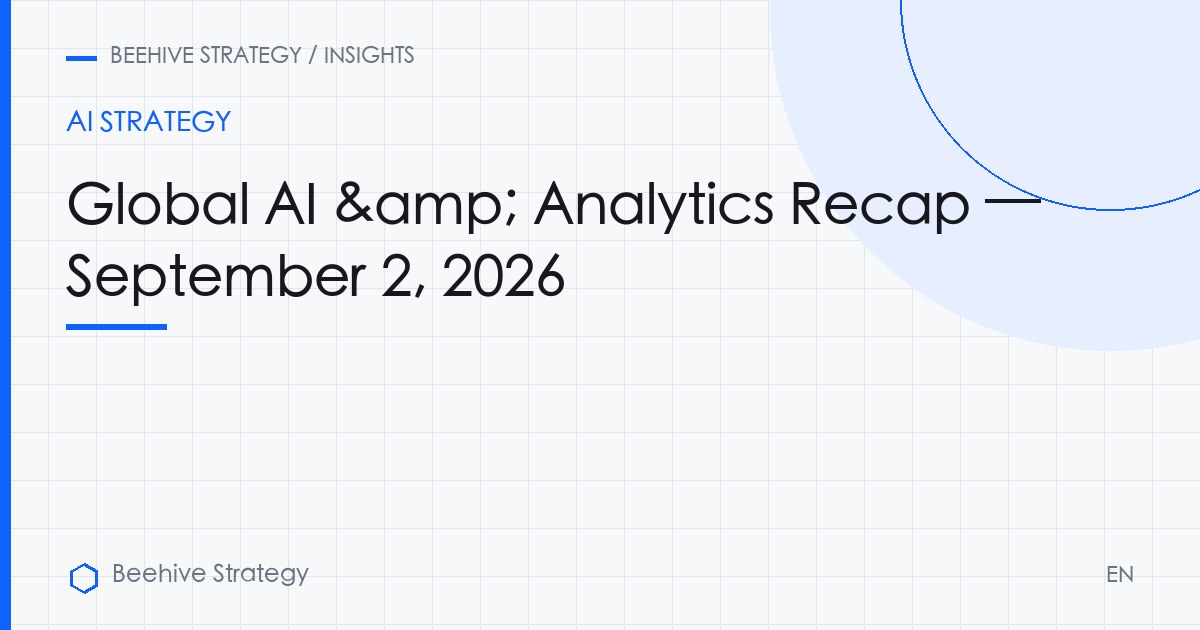 BEEHIVE STRATEGY / INSIGHTS
AI STRATEGY
Global AI &amp; Analytics Recap —
September 2, 2026
Beehive Strategy
EN